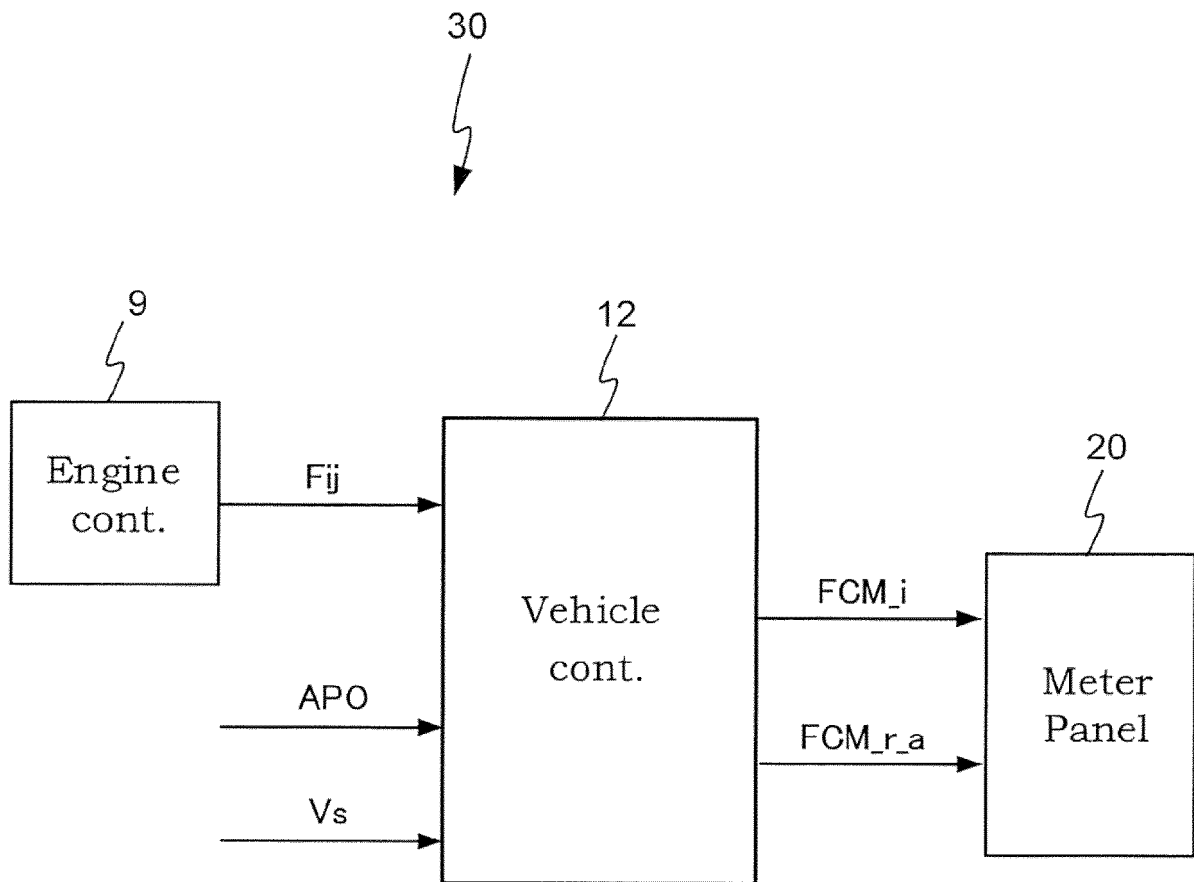 30
9
12
20
Engine
cont.
Fij
APO
Vs
Vehicle
cont.
FCM_i
FCM_r_a
Meter
Panel